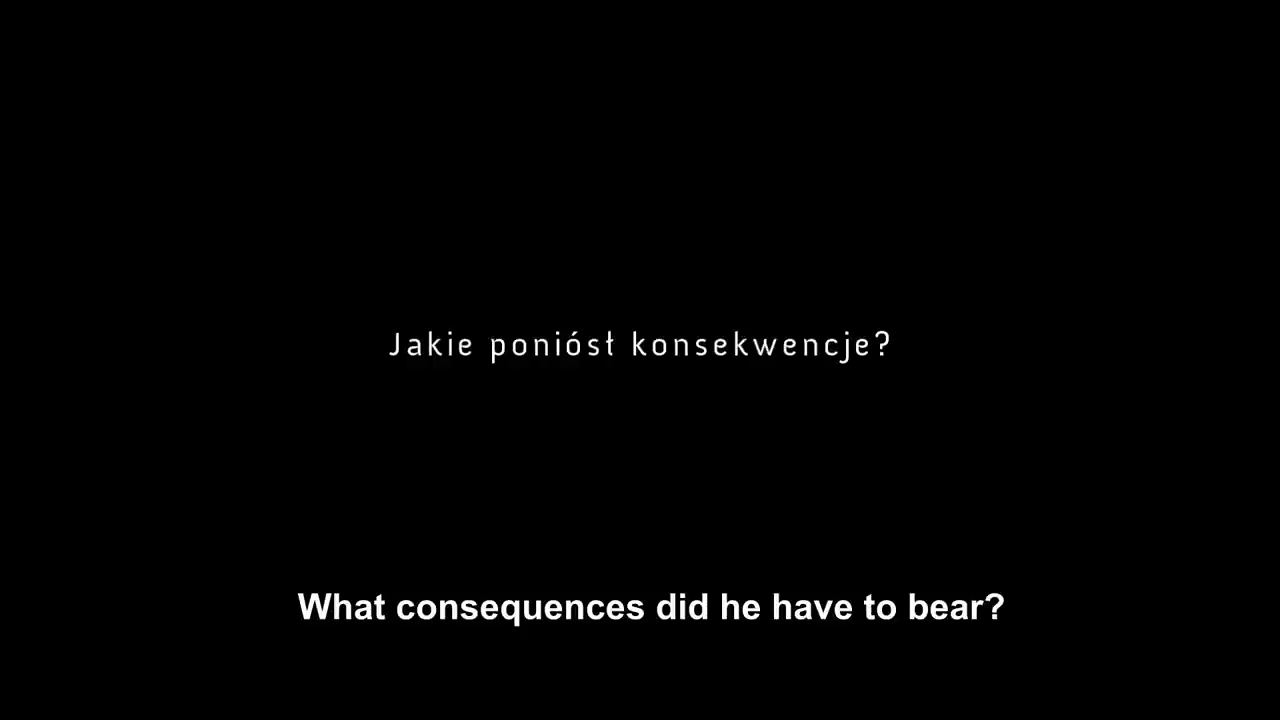 Jakie poniósł konsekwencje?
What consequences did he have to bear?